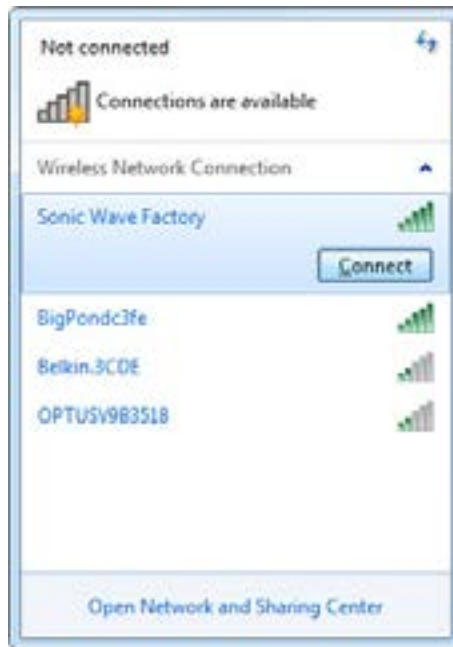 Not connected
Connections are available
Wireless Network Connection
Sonic Wave Factory
Connect
BigPondc3fe
Belkin.3CDE
OPTUSV9B3518
Open Network and Sharing Center